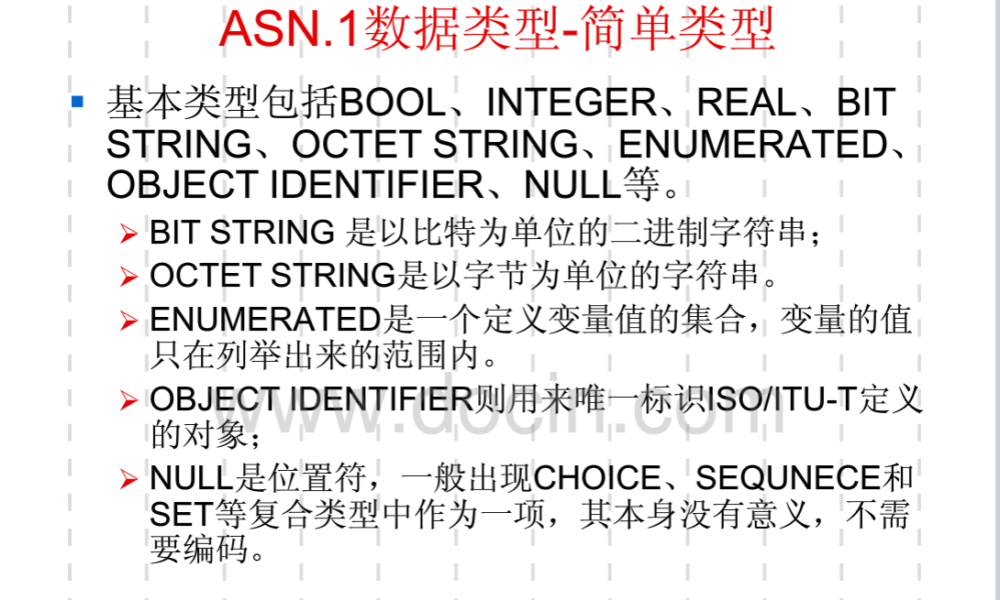 ASN.1数据类型-简单类型
基本类型包括BOOL、INTEGER、REAL、BIT
STRING、OCTET STRING、ENUMERATED、
OBJECT IDENTIFIER、NULL等。
BIT STRING 是以比特为单位的二进制字符串；
OCTET STRING是以字节为单位的字符串。
ENUMERATED是一个定义变量值的集合，变量的值
只在列举出来的范围内。
OBJECT IDENTIFIER则用来唯一标识ISO/ITU-T定义
的对象；
www.docin.com
NULL是位置符，一般出现CHOICE、SEQUNECE和
SET等复合类型中作为一项，其本身没有意义，不需
要编码。